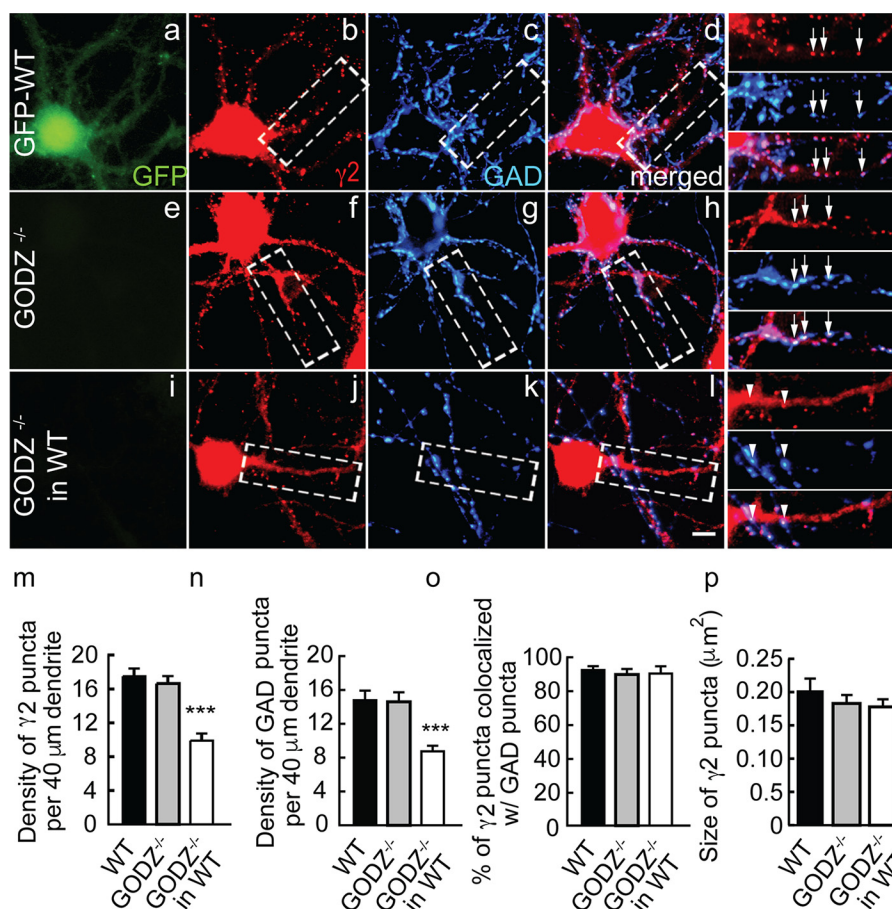 a b c d
GFP-WT
GFP γ2 GAD merged
e f g h
GODZ -/-
i j k l
GODZ -/-
in WT
m n o p
Density of γ2 puncta
per 40 μm dendrite
20
16
12
8
4
0
***
WT
GODZ-/-
GODZ-/-
in WT
Density of GAD puncta
per 40 μm dendrite
20
16
12
8
4
0
***
WT
GODZ-/-
GODZ-/-
in WT
% of γ2 puncta colocalized
w/ GAD puncta
100
80
60
40
20
0
WT
GODZ-/-
GODZ-/-
in WT
Size of γ2 puncta (μm2)
0.25
0.20
0.15
0.10
0.05
0
WT
GODZ-/-
GODZ-/-
in WT